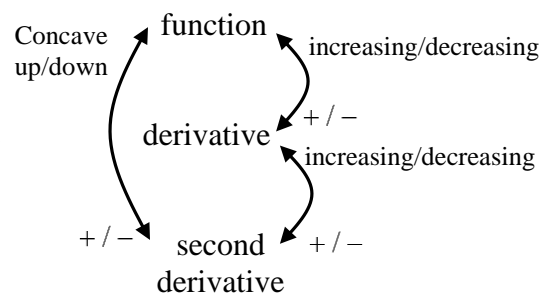 Concave
up/down
function
increasing/decreasing
+ / −
derivative
increasing/decreasing
+ / −
second
derivative
+ / −